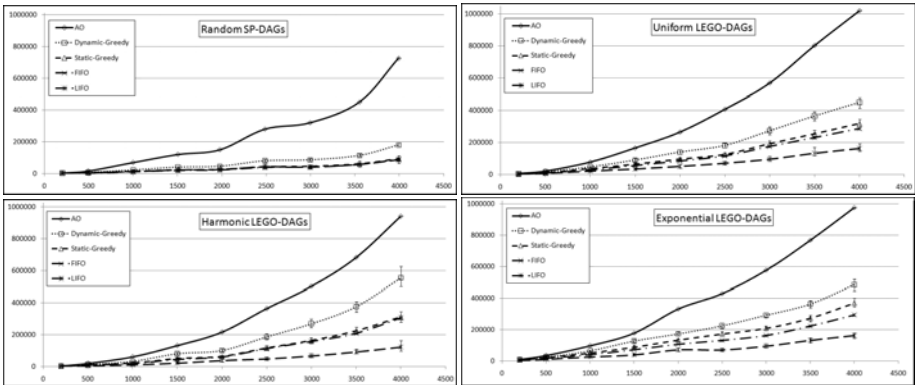 Random SP-DAGs
AO
Dynamic-Greedy
Static-Greedy
FIFO
LIFO
1000000
800000
600000
400000
200000
0
0 500 1000 1500 2000 2500 3000 3500 4000 4500
Uniform LEGO-DAGs
AO
Dynamic-Greedy
Static-Greedy
FIFO
LIFO
1000000
800000
600000
400000
200000
0
0 500 1000 1500 2000 2500 3000 3500 4000 4500
Harmonic LEGO-DAGs
AO
Dynamic-Greedy
Static-Greedy
FIFO
LIFO
1000000
800000
600000
400000
200000
0
0 500 1000 1500 2000 2500 3000 3500 4000 4500
Exponential LEGO-DAGs
AO
Dynamic-Greedy
Static-Greedy
FIFO
LIFO
1000000
800000
600000
400000
200000
0
0 500 1000 1500 2000 2500 3000 3500 4000 4500